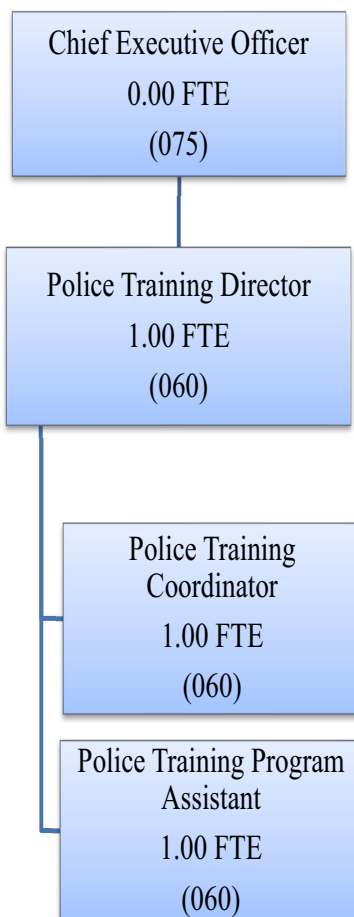 Chief Executive Officer
0.00 FTE
(075)
Police Training Director
1.00 FTE
(060)
Police Training
Coordinator
1.00 FTE
(060)
Police Training Program
Assistant
1.00 FTE
(060)